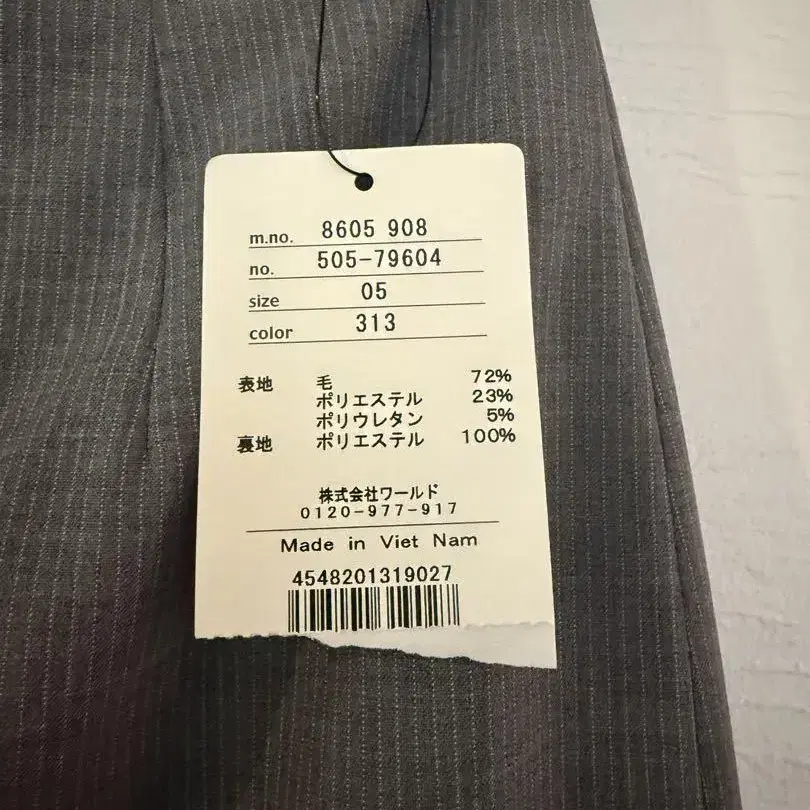 m.no. 8605 908
no. 505-79604
size 05
color 313
表地 毛 72%
ポリエステル 23%
ポリウレタン 5%
裏地 ポリエステル 100%
株式会社ワールド
0120-977-917
Made in Viet Nam
4548201319027